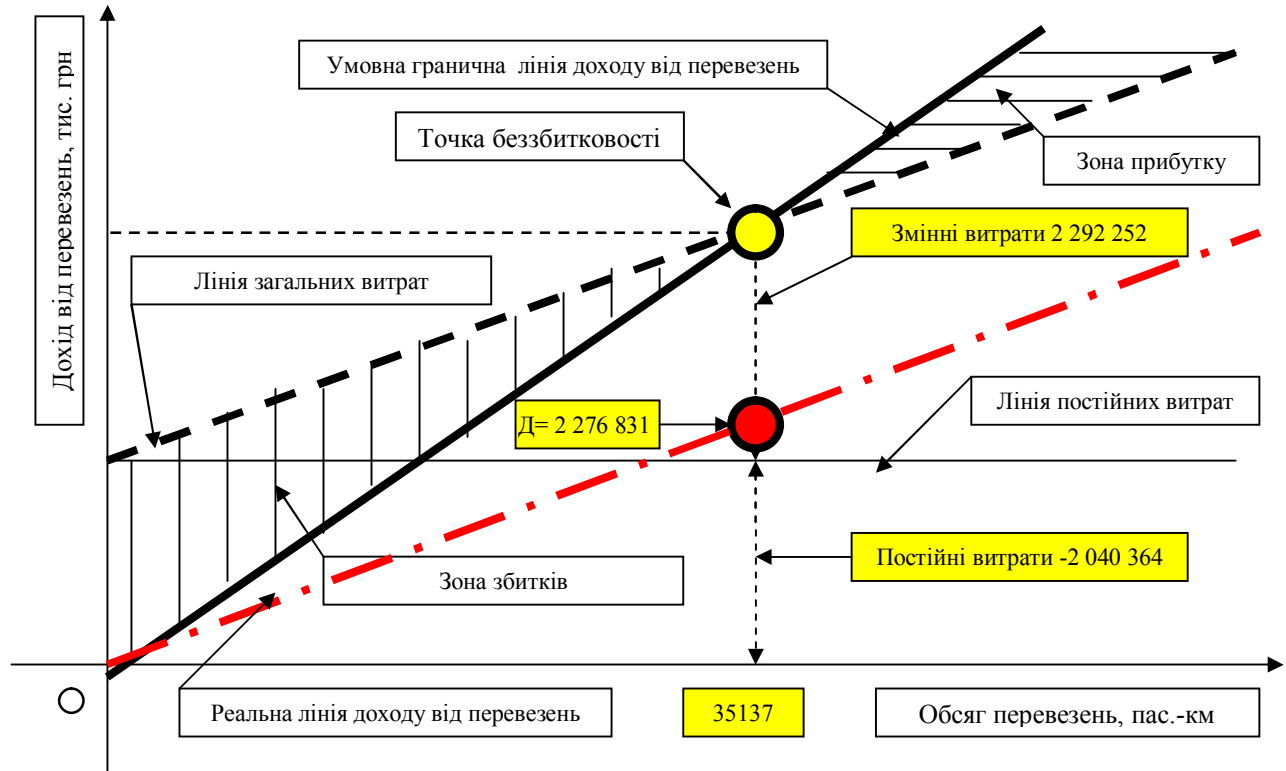 Дохід від перевезень, тис. грн
Умовна гранична лінія доходу від перевезень
Точка беззбитковості
Зона прибутку
Змінні витрати 2 292 252
Лінія загальних витрат
Лінія постійних витрат
Д= 2 276 831
Постійні витрати -2 040 364
Зона збитків
Реальна лінія доходу від перевезень
35137
Обсяг перевезень, пас.-км